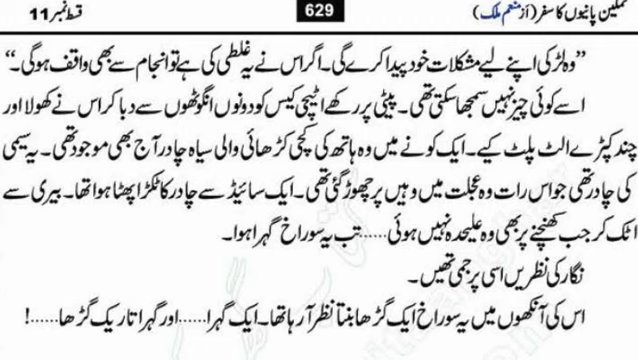 نمکین پانیوں کا سفر (از منعم ملک) 629 قسط نمبر 11
”وہ لڑکی اپنے لیے مشکلات خود پیدا کرے گی۔ اگر اس نے یہ غلطی کی ہے تو انجام سے بھی واقف ہوگی۔“
اسے کوئی چیز نہیں سمجھا سکتی تھی۔ پیٹی پر رکھے اٹیچی کیس کو دونوں انگوٹھوں سے دبا کر اس نے کھولا اور
چند کپڑے الٹ پلٹ کیے۔ ایک کونے میں وہ ہاتھ کی کچی کڑھائی والی سیاہ چادر آج بھی موجود تھی۔ یہ سیمی
کی چادر تھی جو اس رات وہ عجلت میں وہیں پر چھوڑ گئی تھی۔ ایک سائیڈ سے چادر کا ٹکڑا پھٹا ہوا تھا۔ بیری سے
اٹک کر جب کھنچنے پر بھی وہ علیحدہ نہیں ہوئی......تب یہ سوراخ گہرا ہوا۔
نگار کی نظریں اسی پر جمی تھیں۔
اس کی آنکھوں میں یہ سوراخ ایک گڑھا بنتا نظر آ رہا تھا۔ ایک گہرا......اور گہرا تاریک گڑھا......!